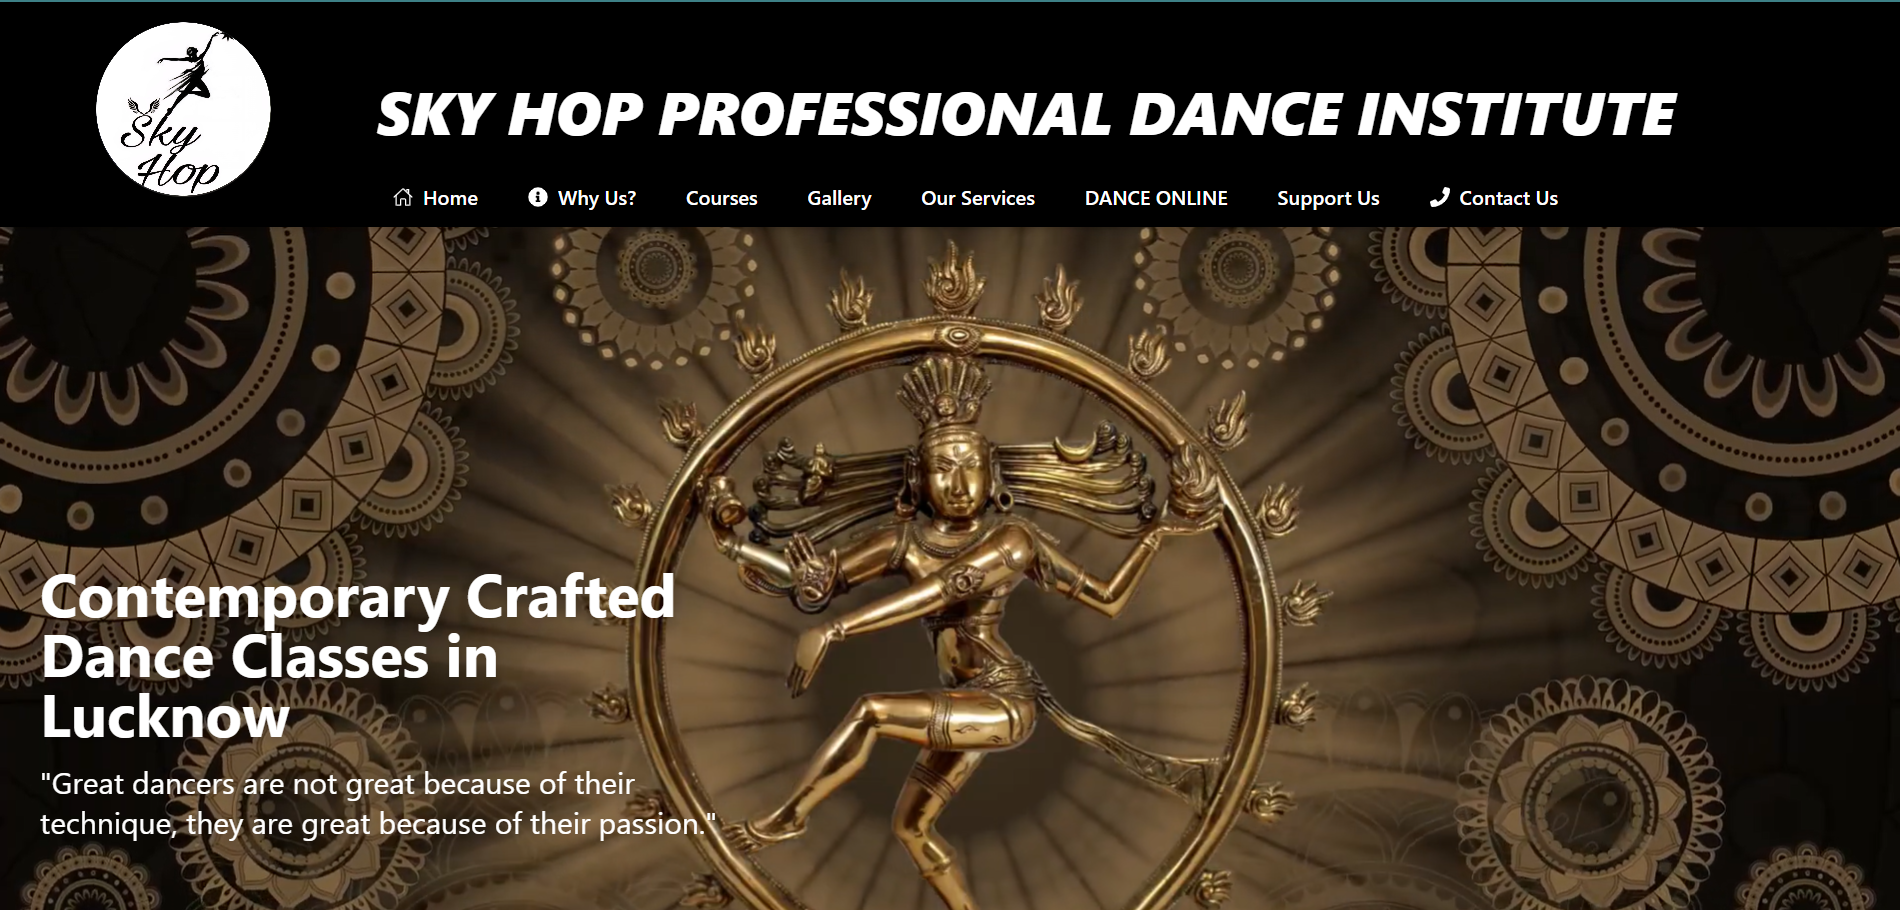 Sky
Hop
SKY HOP PROFESSIONAL DANCE INSTITUTE
Home Why Us? Courses Gallery Our Services DANCE ONLINE Support Us Contact Us
Contemporary Crafted
Dance Classes in
Lucknow
"Great dancers are not great because of their
technique, they are great because of their passion."